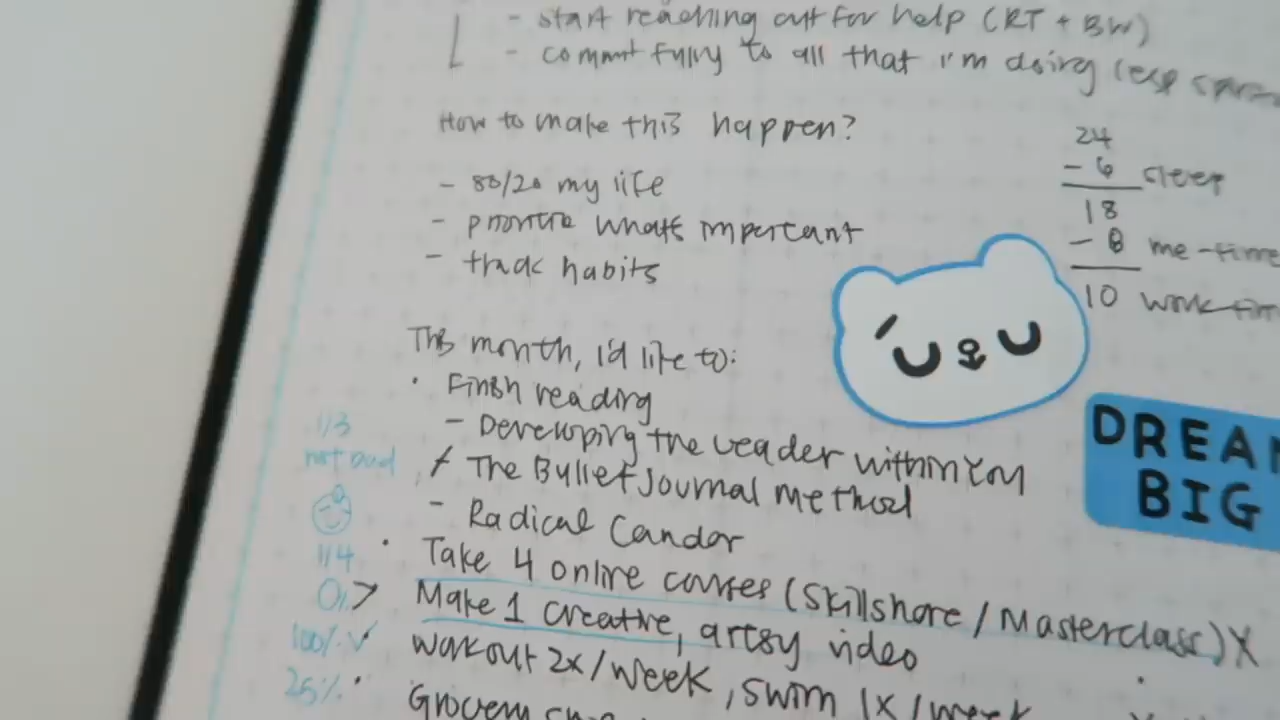 - start reaching out for help (RT + BW)
- commit fully to all that i'm doing (esp
How to make this happen?
- 80/20 my life
- prioritize what's important
- track habits
24
- 6 sleep
18
- 8 me-time
10 work
This month, I'd like to:
• Finish reading
- Developing the Leader Within You
1/3
not bad
The Bullet Journal Method
- Radical Candor
1/4
• Take 4 online courses (Skillshare / Masterclass) X
0% > Make 1 creative, artsy video
100% ✓ workout 2x/week, swim 1x/week
25% • Grocery
DREAM
BIG